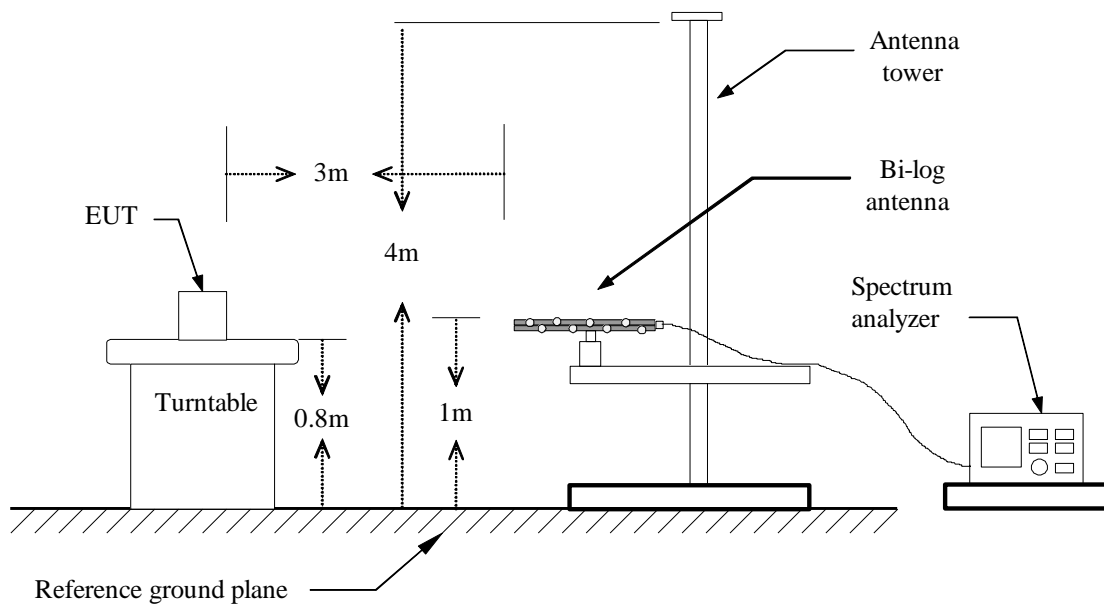 Antenna
tower
3m
Bi-log
antenna
EUT
4m
Spectrum
analyzer
Turntable
0.8m
1m
Reference ground plane